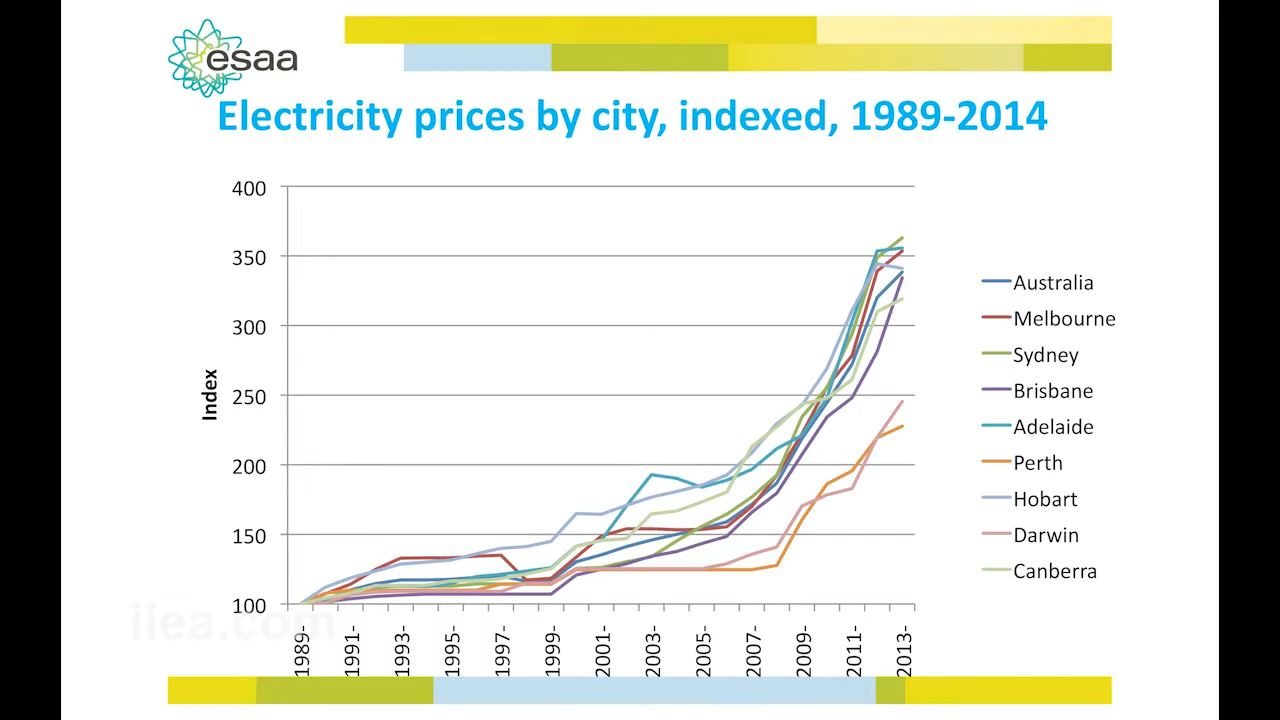 esaa
Electricity prices by city, indexed, 1989-2014
400
350
300
250
200
150
100
Index
1989-
1991-
1993-
1995-
1997-
1999-
2001-
2003-
2005-
2007-
2009-
2011-
2013-
Australia
Melbourne
Sydney
Brisbane
Adelaide
Perth
Hobart
Darwin
Canberra
iiea.com